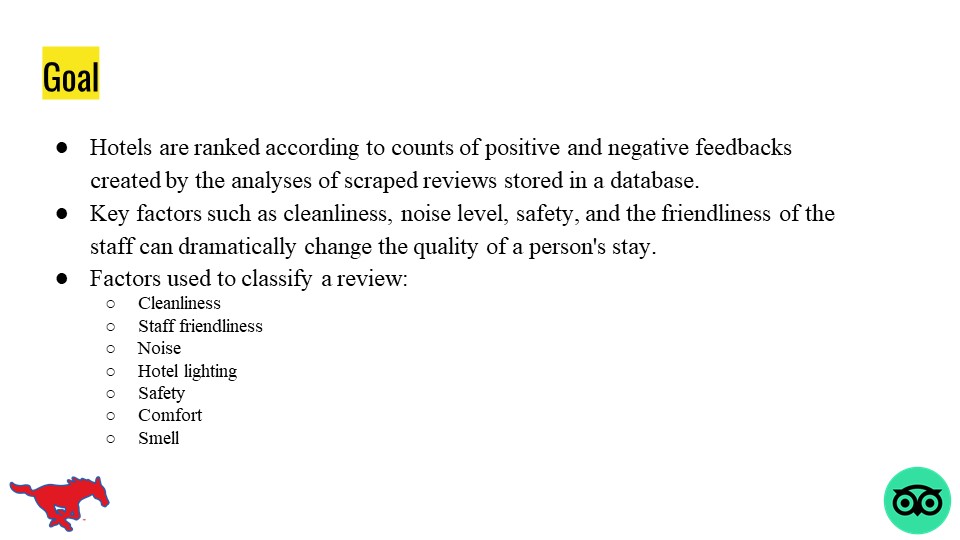 Goal
● Hotels are ranked according to counts of positive and negative feedbacks
created by the analyses of scraped reviews stored in a database.
● Key factors such as cleanliness, noise level, safety, and the friendliness of the
staff can dramatically change the quality of a person's stay.
● Factors used to classify a review:
○ Cleanliness
○ Staff friendliness
○ Noise
○ Hotel lighting
○ Safety
○ Comfort
○ Smell